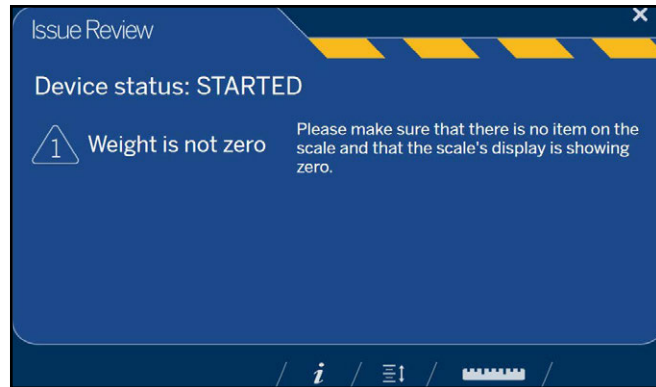 Issue Review
Device status: STARTED
1 Weight is not zero
Please make sure that there is no item on the
scale and that the scale's display is showing
zero.
i